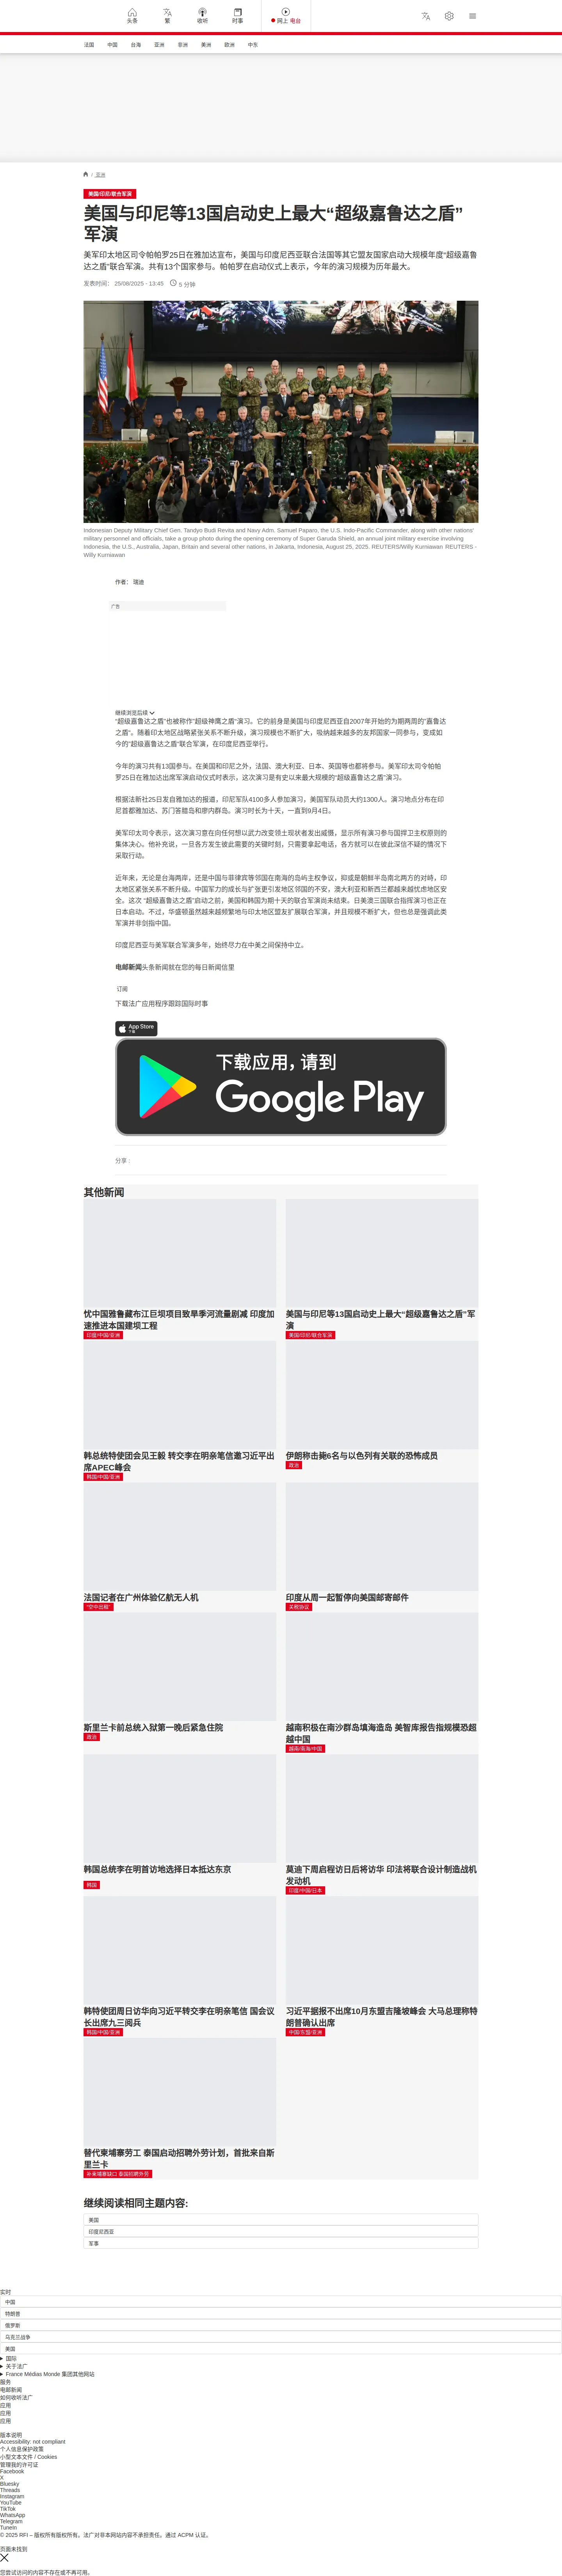 头条
繁
收听
时事
网上 电台
法国
中国
台海
亚洲
非洲
美洲
欧洲
中东
/ 亚洲
美国/印尼/联合军演
美国与印尼等13国启动史上最大“超级嘉鲁达之盾”
军演
美军印太地区司令帕帕罗25日在雅加达宣布，美国与印度尼西亚联合法国等其它盟友国家启动大规模年度“超级嘉鲁
达之盾”联合军演。共有13个国家参与。帕帕罗在启动仪式上表示，今年的演习规模为历年最大。
发表时间： 25/08/2025 - 13:45
5 分钟
Indonesian Deputy Military Chief Gen. Tandyo Budi Revita and Navy Adm. Samuel Paparo, the U.S. Indo-Pacific Commander, along with other nations'
military personnel and officials, take a group photo during the opening ceremony of Super Garuda Shield, an annual joint military exercise involving
Indonesia, the U.S., Australia, Japan, Britain and several other nations, in Jakarta, Indonesia, August 25, 2025. REUTERS/Willy Kurniawan REUTERS -
Willy Kurniawan
作者： 瑞迪
广告
继续浏览后续
“超级嘉鲁达之盾”也被称作”超级神鹰之盾“演习。它的前身是美国与印度尼西亚自2007年开始的为期两周的”嘉鲁达
之盾”。随着印太地区战略紧张关系不断升级，演习规模也不断扩大，吸纳越来越多的友邦国家一同参与，变成如
今的”超级嘉鲁达之盾“联合军演，在印度尼西亚举行。
今年的演习共有13国参与。在美国和印尼之外，法国、澳大利亚、日本、英国等也都将参与。美军印太司令帕帕
罗25日在雅加达出席军演启动仪式时表示，这次演习是有史以来最大规模的“超级嘉鲁达之盾”演习。
根据法新社25日发自雅加达的报道，印尼军队4100多人参加演习，美国军队动员大约1300人。演习地点分布在印
尼首都雅加达、苏门答腊岛和廖内群岛。演习时长为十天，一直到9月4日。
美军印太司令表示，这次演习意在向任何想以武力改变领土现状者发出威慑，显示所有演习参与国捍卫主权原则的
集体决心。他补充说，一旦各方发生彼此需要的关键时刻，只需要拿起电话，各方就可以在彼此深信不疑的情况下
采取行动。
近年来，无论是台海两岸，还是中国与菲律宾等邻国在南海的岛屿主权争议，抑或是朝鲜半岛南北两方的对峙，印
太地区紧张关系不断升级。中国军力的成长与扩张更引发地区邻国的不安，澳大利亚和新西兰都越来越忧虑地区安
全。这次 “超级嘉鲁达之盾”启动之前，美国和韩国为期十天的联合军演尚未结束。日美澳三国联合指挥演习也正在
日本启动。不过，华盛顿虽然越来越频繁地与印太地区盟友扩展联合军演，并且规模不断扩大，但也总是强调此类
军演并非剑指中国。
印度尼西亚与美军联合军演多年，始终尽力在中美之间保持中立。
电邮新闻头条新闻就在您的每日新闻信里
订阅
下载法广应用程序跟踪国际时事
App Store
下载
下载应用，请到
Google Play
分享 :
其他新闻
忧中国雅鲁藏布江巨坝项目致旱季河流量剧减 印度加
速推进本国建坝工程
印度/中国/亚洲
美国与印尼等13国启动史上最大“超级嘉鲁达之盾”军
演
美国/印尼/联合军演
韩总统特使团会见王毅 转交李在明亲笔信邀习近平出
席APEC峰会
韩国/中国/亚洲
伊朗称击毙6名与以色列有关联的恐怖成员
政治
法国记者在广州体验亿航无人机
“空中出租”
印度从周一起暂停向美国邮寄邮件
关税协议
斯里兰卡前总统入狱第一晚后紧急住院
政治
越南积极在南沙群岛填海造岛 美智库报告指规模恐超
越中国
越南/南海/中国
韩国总统李在明首访地选择日本抵达东京
韩国
莫迪下周启程访日后将访华 印法将联合设计制造战机
发动机
印度/中国/日本
韩特使团周日访华向习近平转交李在明亲笔信 国会议
长出席九三阅兵
韩国/中国/亚洲
习近平据报不出席10月东盟吉隆坡峰会 大马总理称特
朗普确认出席
中国/东盟/亚洲
替代柬埔寨劳工 泰国启动招聘外劳计划，首批来自斯
里兰卡
补柬埔寨缺口 泰国招聘外劳
继续阅读相同主题内容:
美国
印度尼西亚
军事
实时
中国
特朗普
俄罗斯
乌克兰战争
美国
国际
关于法广
France Médias Monde 集团其他网站
服务
电邮新闻
如何收听法广
应用
应用
应用
版本说明
Accessibility: not compliant
个人信息保护政策
小型文本文件 / Cookies
管理我的许可证
Facebook
X
Bluesky
Threads
Instagram
YouTube
TikTok
WhatsApp
Telegram
TuneIn
© 2025 RFI – 版权所有版权所有。法广对非本网站内容不承担责任。通过 ACPM 认证。
页面未找到
您尝试访问的内容不存在或不再可用。